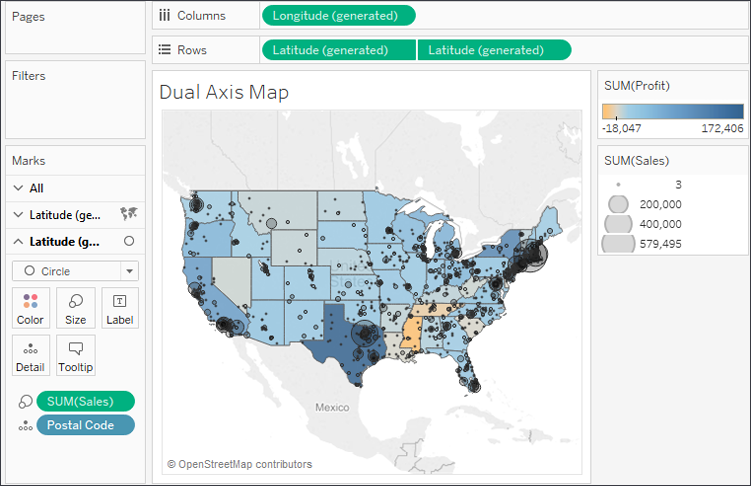 Pages
Columns
Longitude (generated)
Rows
Latitude (generated)
Latitude (generated)
Filters
Marks
All
Latitude (ge...
Latitude (g...
Circle
Color
Size
Label
Detail
Tooltip
SUM(Sales)
Postal Code
Dual Axis Map
Mexico
© OpenStreetMap contributors
SUM(Profit)
-18,047
172,406
SUM(Sales)
3
200,000
400,000
579,495